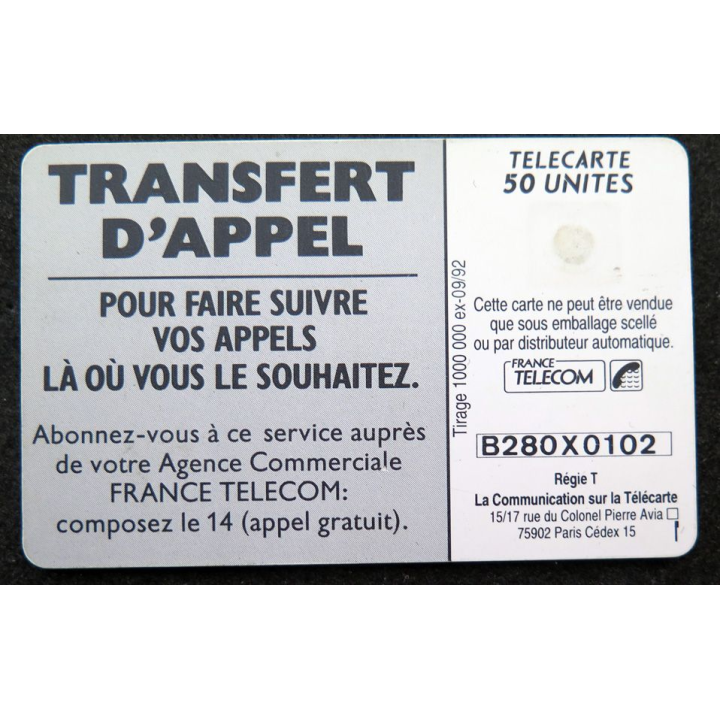 TRANSFERT
D'APPEL
POUR FAIRE SUIVRE
VOS APPELS
LÀ OÙ VOUS LE SOUHAITEZ.
Abonnez-vous à ce service auprès
de votre Agence Commerciale
FRANCE TELECOM:
composez le 14 (appel gratuit).
Tirage 1000 000 ex-09/92
TELECARTE
50 UNITES
Cette carte ne peut être vendue
que sous emballage scellé
ou par distributeur automatique.
FRANCE
TELECOM
B280X0102
Régie T
La Communication sur la Télécarte
15/17 rue du Colonel Pierre Avia
75902 Paris Cédex 15